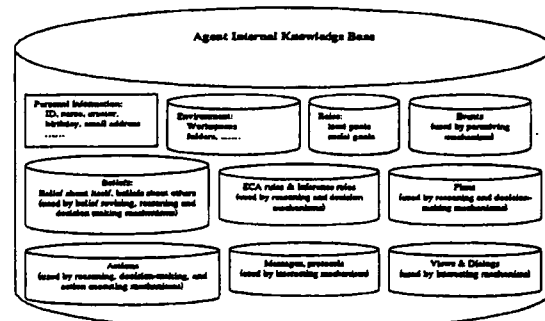 Agent Internal Knowledge Base
Personal Information:
ID, name, creator,
birthday, email address
......
Environment:
Workspaces
folders, ......
Roles:
local goals
social goals
Events
(used by perceiving
mechanism)
Beliefs:
Belief about itself, beliefs about others
(used by belief revising, reasoning and
decision making mechanisms)
ECA rules & Inference rules
(used by reasoning and decision
mechanisms)
Plans
(used by reasoning and decision-
making mechanisms)
Actions
(used by reasoning, decision-making, and
action executing mechanisms)
Messages, protocols
(used by interacting mechanism)
Views & Dialogs
(used by interacting mechanism)